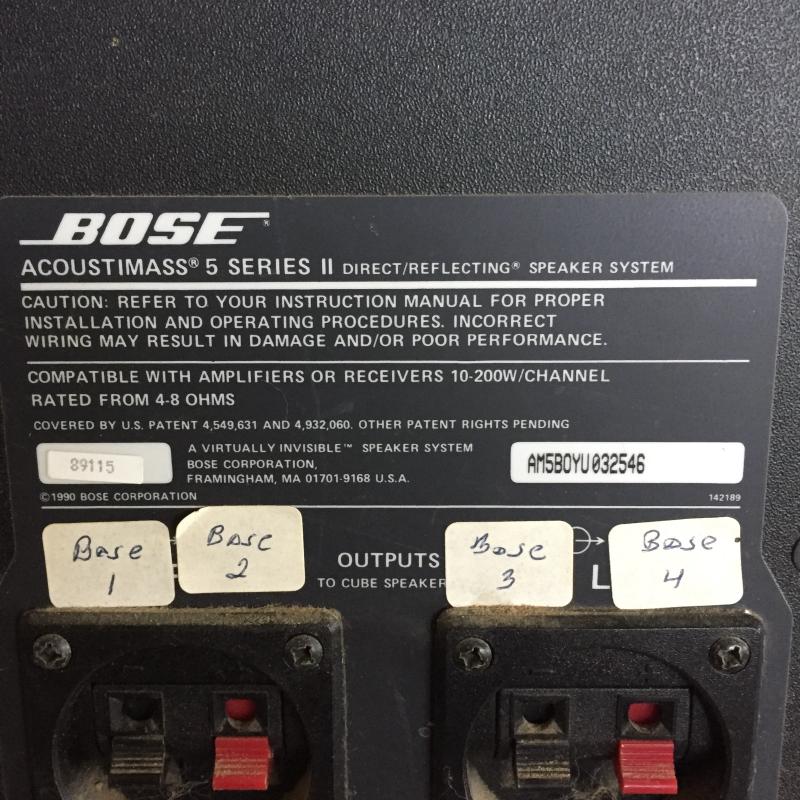 BOSE®
ACOUSTIMASS® 5 SERIES II DIRECT/REFLECTING® SPEAKER SYSTEM
CAUTION: REFER TO YOUR INSTRUCTION MANUAL FOR PROPER
INSTALLATION AND OPERATING PROCEDURES. INCORRECT
WIRING MAY RESULT IN DAMAGE AND/OR POOR PERFORMANCE.
COMPATIBLE WITH AMPLIFIERS OR RECEIVERS 10-200W/CHANNEL
RATED FROM 4-8 OHMS
COVERED BY U.S. PATENT 4,549,631 AND 4,932,060. OTHER PATENT RIGHTS PENDING
89115
A VIRTUALLY INVISIBLE™ SPEAKER SYSTEM
BOSE CORPORATION,
FRAMINGHAM, MA 01701-9168 U.S.A.
AM5BOYU032546
©1990 BOSE CORPORATION 142189
Bose
1
Bose
2
OUTPUTS
TO CUBE SPEAKER
Bose
3
L
Bose
4